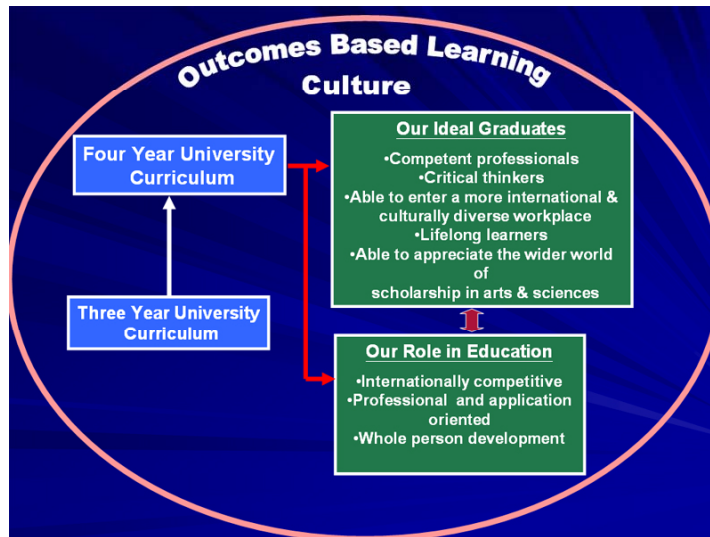 Outcomes Based Learning
Culture
Four Year University
Curriculum
Three Year University
Curriculum
Our Ideal Graduates
•Competent professionals
•Critical thinkers
•Able to enter a more international &
culturally diverse workplace
•Lifelong learners
•Able to appreciate the wider world
of
scholarship in arts & sciences
Our Role in Education
•Internationally competitive
•Professional and application
oriented
•Whole person development